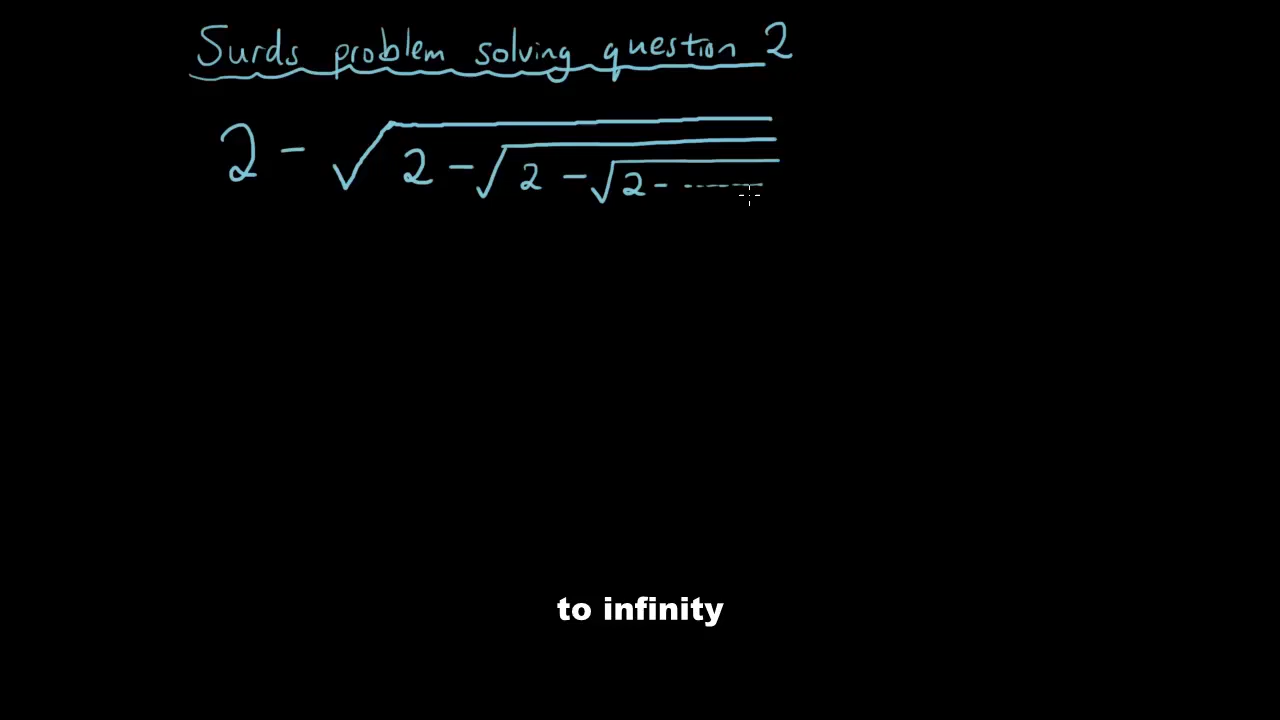 Surds problem solving question 2
2 - √2 - √2 - √2 - ........
to infinity